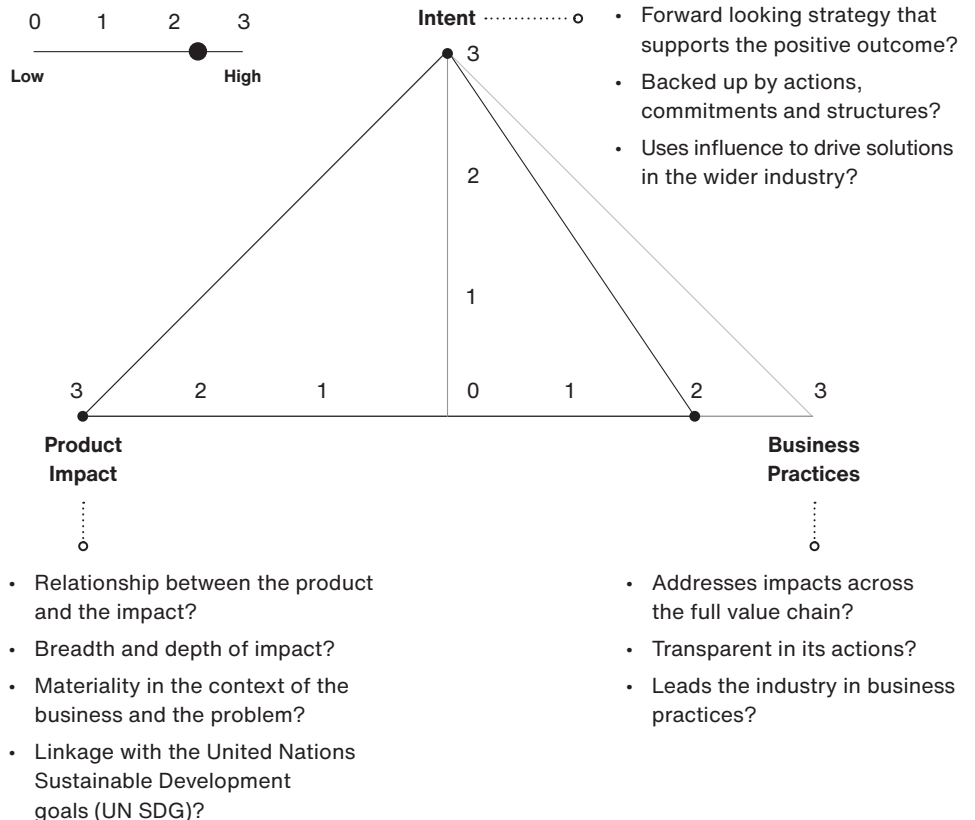 0 1 2 3
Low High
Intent
• Forward looking strategy that
supports the positive outcome?
• Backed up by actions,
commitments and structures?
• Uses influence to drive solutions
in the wider industry?
3
2
1
3 2 1 0 1 2 3
Product
Impact
Business
Practices
• Relationship between the product
and the impact?
• Breadth and depth of impact?
• Materiality in the context of the
business and the problem?
• Linkage with the United Nations
Sustainable Development
goals (UN SDG)?
• Addresses impacts across
the full value chain?
• Transparent in its actions?
• Leads the industry in business
practices?